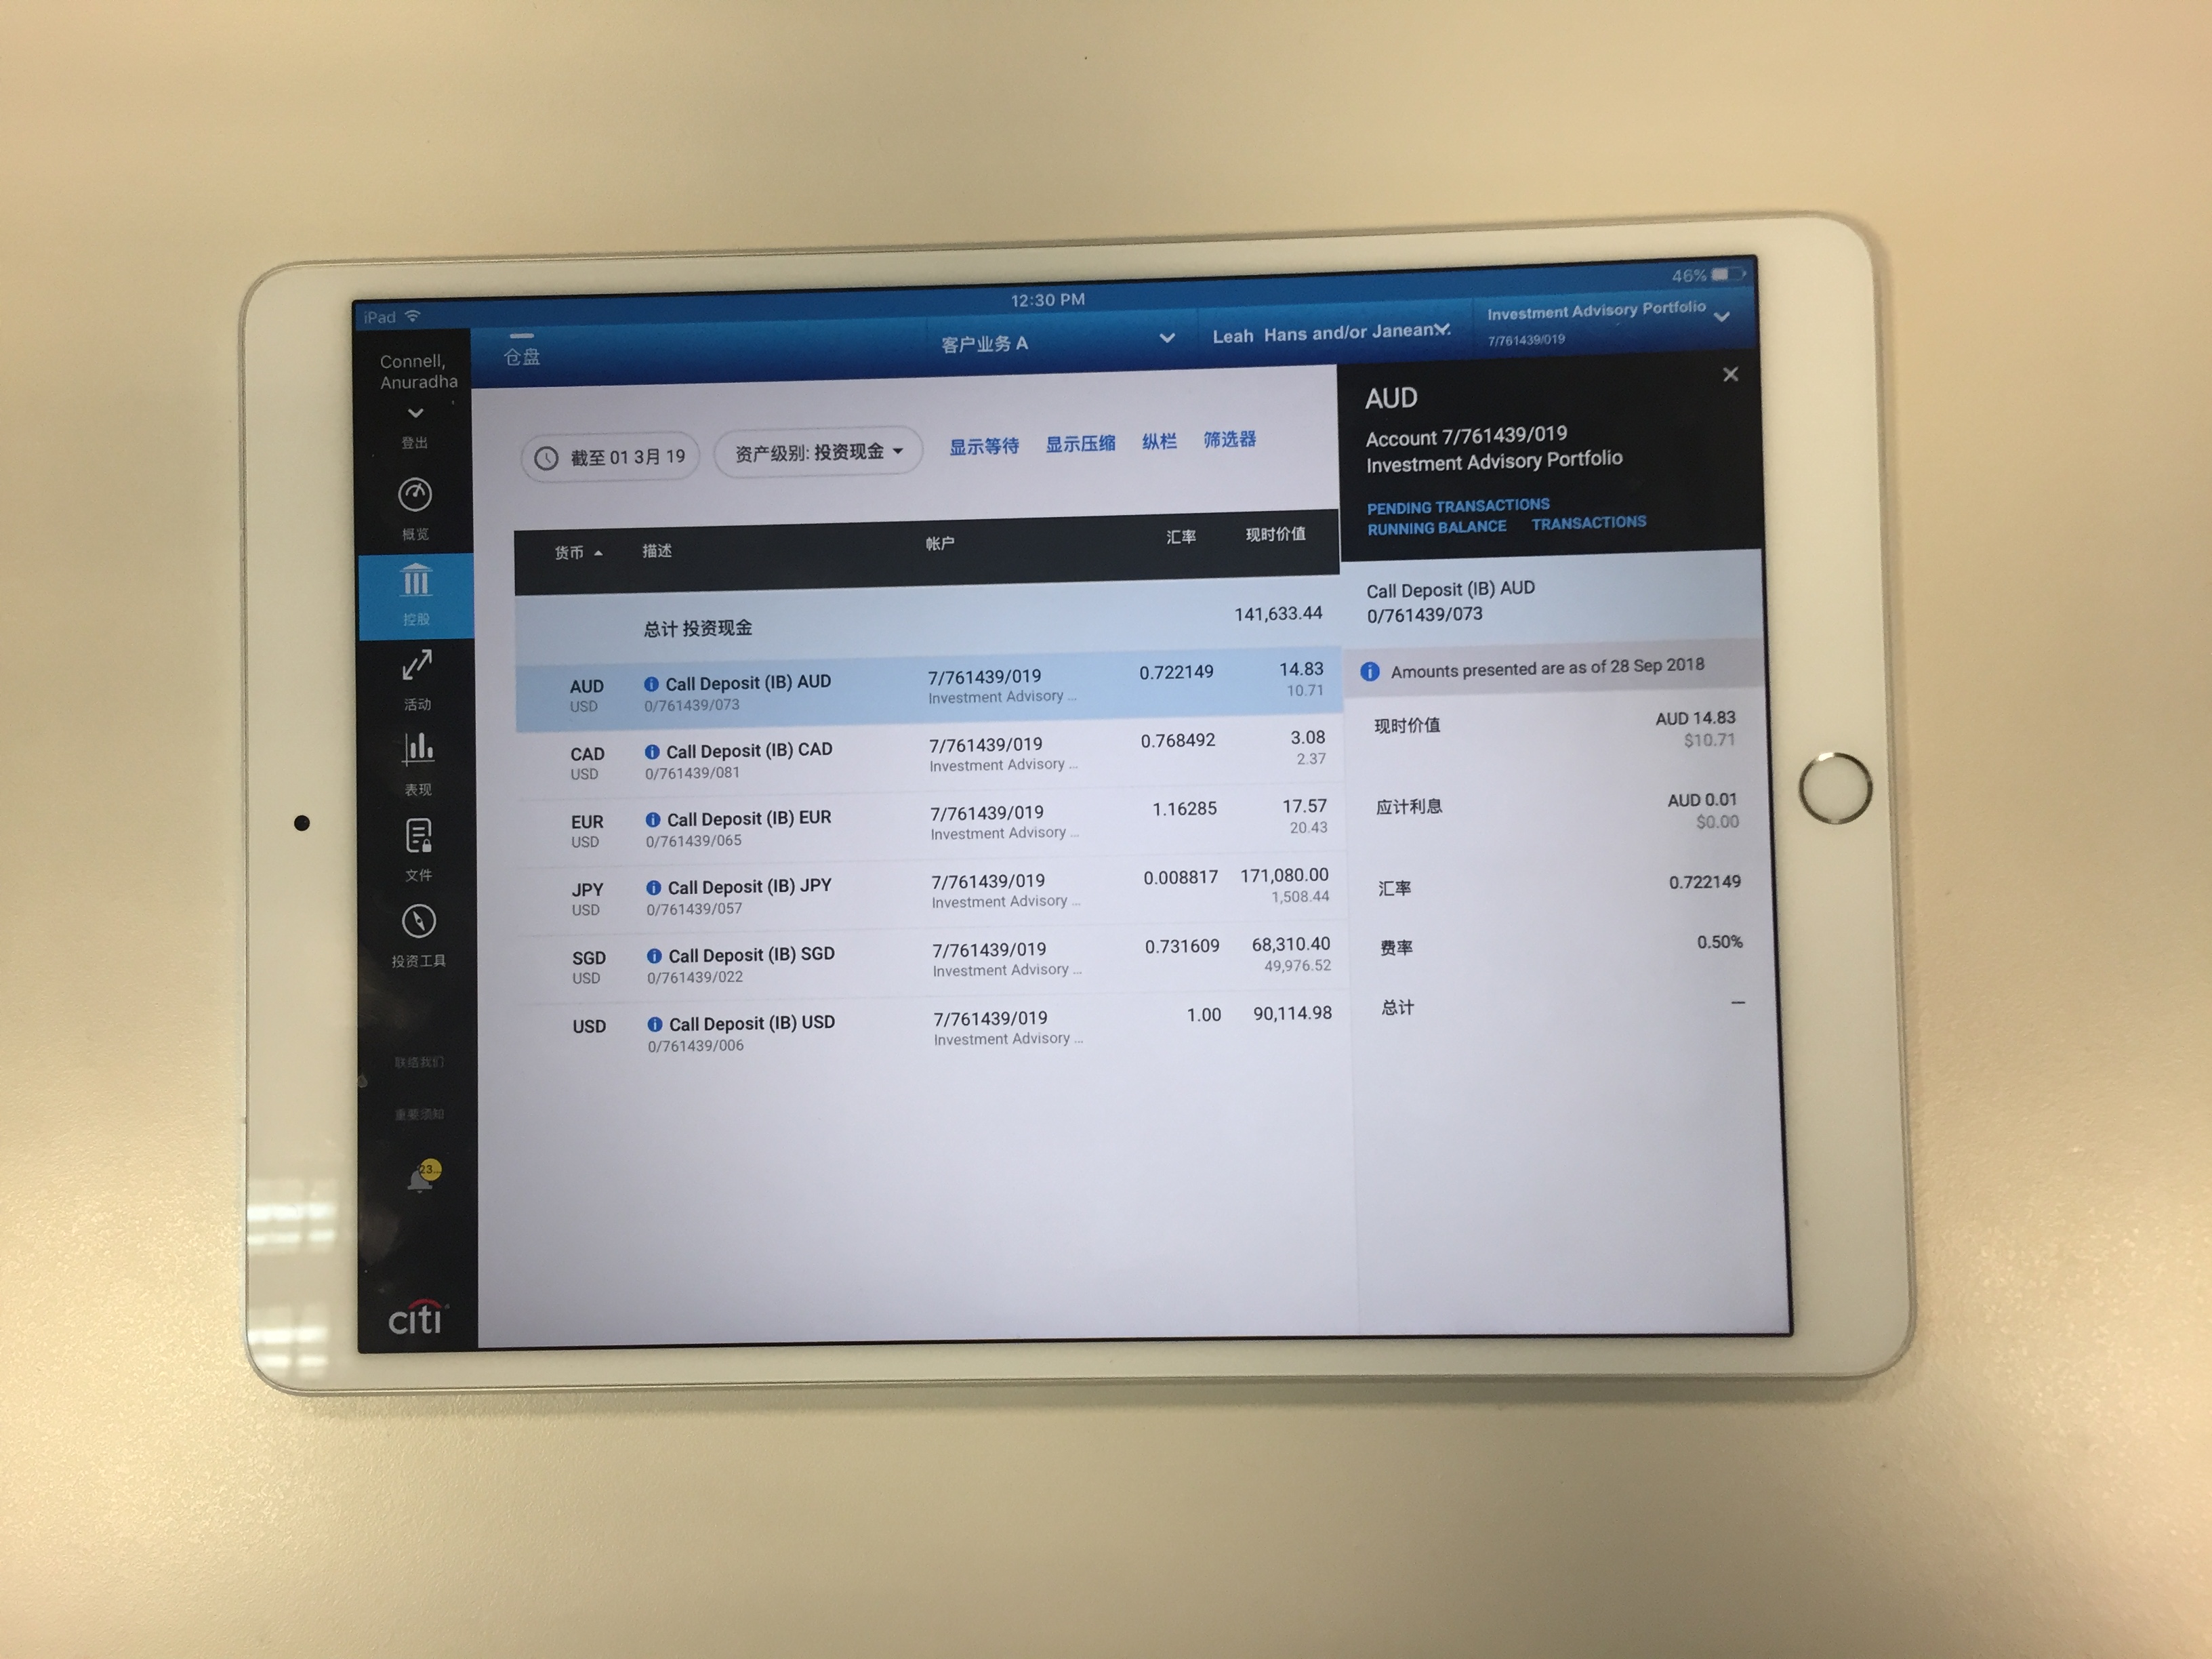 iPad
12:30 PM
46%
Connell,
Anuradha
登出
概览
控股
活动
表现
文件
投资工具
联络我们
重要须知
23
citi
仓盘
客户业务 A
Leah Hans and/or Janean
Investment Advisory Portfolio
7/761439/019
截至 01 3月 19
资产级别: 投资现金
显示等待 显示压缩 纵栏 筛选器
货币 描述 帐户 汇率 现时价值
总计 投资现金 141,633.44
AUD Call Deposit (IB) AUD 7/761439/019 0.722149 14.83
USD 0/761439/073 Investment Advisory ... 10.71
CAD Call Deposit (IB) CAD 7/761439/019 0.768492 3.08
USD 0/761439/081 Investment Advisory ... 2.37
EUR Call Deposit (IB) EUR 7/761439/019 1.16285 17.57
USD 0/761439/065 Investment Advisory ... 20.43
JPY Call Deposit (IB) JPY 7/761439/019 0.008817 171,080.00
USD 0/761439/057 Investment Advisory ... 1,508.44
SGD Call Deposit (IB) SGD 7/761439/019 0.731609 68,310.40
USD 0/761439/022 Investment Advisory ... 49,976.52
USD Call Deposit (IB) USD 7/761439/019 1.00 90,114.98
0/761439/006 Investment Advisory ...
AUD
Account 7/761439/019
Investment Advisory Portfolio
PENDING TRANSACTIONS
RUNNING BALANCE TRANSACTIONS
Call Deposit (IB) AUD
0/761439/073
Amounts presented are as of 28 Sep 2018
现时价值 AUD 14.83
$10.71
应计利息 AUD 0.01
$0.00
汇率 0.722149
费率 0.50%
总计 –